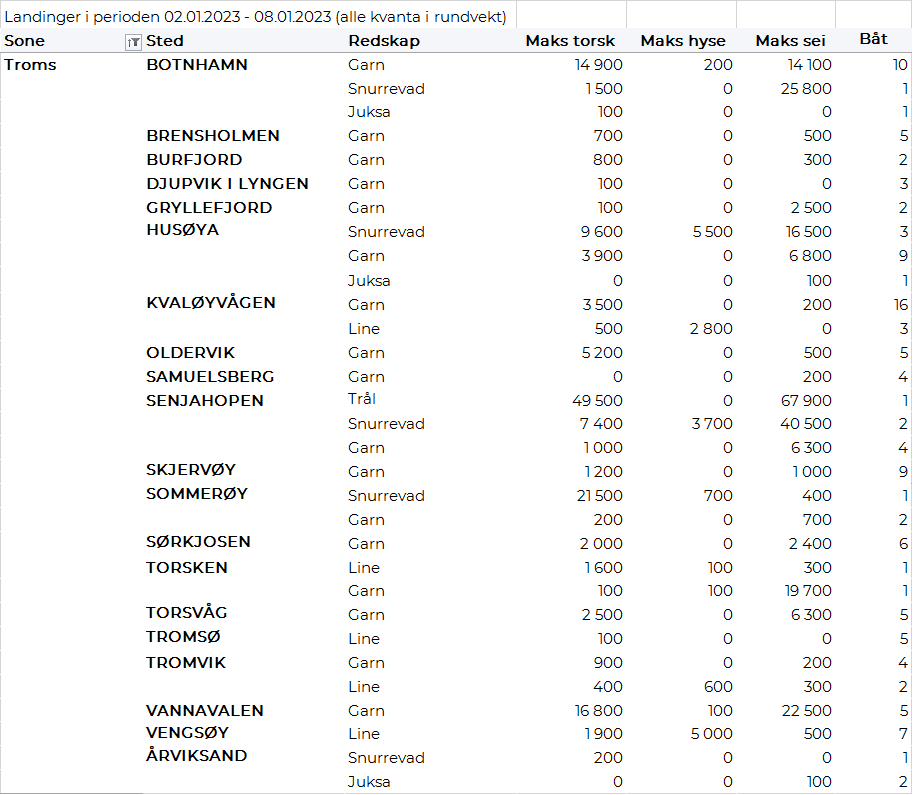 Landinger i perioden 02.01.2023 - 08.01.2023 (alle kvanta i rundvekt)
Sone Sted Redskap Maks torsk Maks hyse Maks sei Båt
Troms BOTNHAMN Garn 14 900 200 14 100 10
Snurrevad 1 500 0 25 800 1
Juksa 100 0 0 1
BRENSHOLMEN Garn 700 0 500 5
BURFJORD Garn 800 0 300 2
DJUPVIK I LYNGEN Garn 100 0 0 3
GRYLLEFJORD Garn 100 0 2 500 2
HUSØYA Snurrevad 9 600 5 500 16 500 3
Garn 3 900 0 6 800 9
Juksa 0 0 100 1
KVALØYVÅGEN Garn 3 500 0 200 16
Line 500 2 800 0 3
OLDERVIK Garn 5 200 0 500 5
SAMUELSBERG Garn 0 0 200 4
SENJAHOPEN Trål 49 500 0 67 900 1
Snurrevad 7 400 3 700 40 500 2
Garn 1 000 0 6 300 4
SKJERVØY Garn 1 200 0 1 000 9
SOMMERØY Snurrevad 21 500 700 400 1
Garn 200 0 700 2
SØRKJOSEN Garn 2 000 0 2 400 6
TORSKEN Line 1 600 100 300 1
Garn 100 100 19 700 1
TORSVÅG Garn 2 500 0 6 300 5
TROMSØ Line 100 0 0 5
TROMVIK Garn 900 0 200 4
Line 400 600 300 2
VANNAVALEN Garn 16 800 100 22 500 5
VENGSØY Line 1 900 5 000 500 7
ÅRVIKSAND Snurrevad 200 0 0 1
Juksa 0 0 100 2